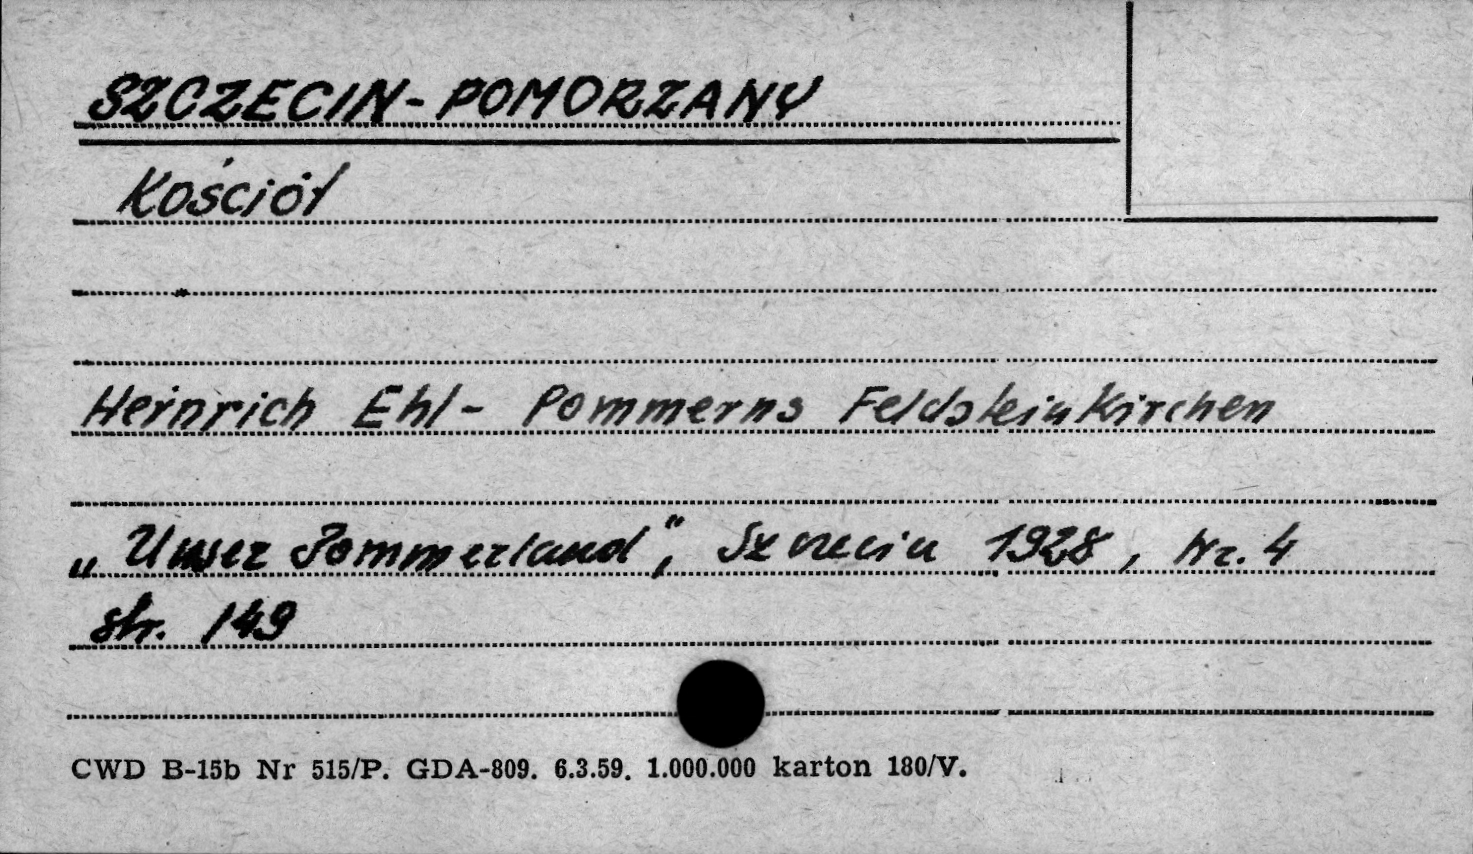 SZCZECIN - POMORZANY
Kościół
Heinrich Ehl - Pommerns Feldsteinkirchen
„Unser Pommerland", Szczecin 1928, Nr. 4
str. 149
CWD B-15b Nr 515/P. GDA-809. 6.3.59. 1.000.000 karton 180/V.